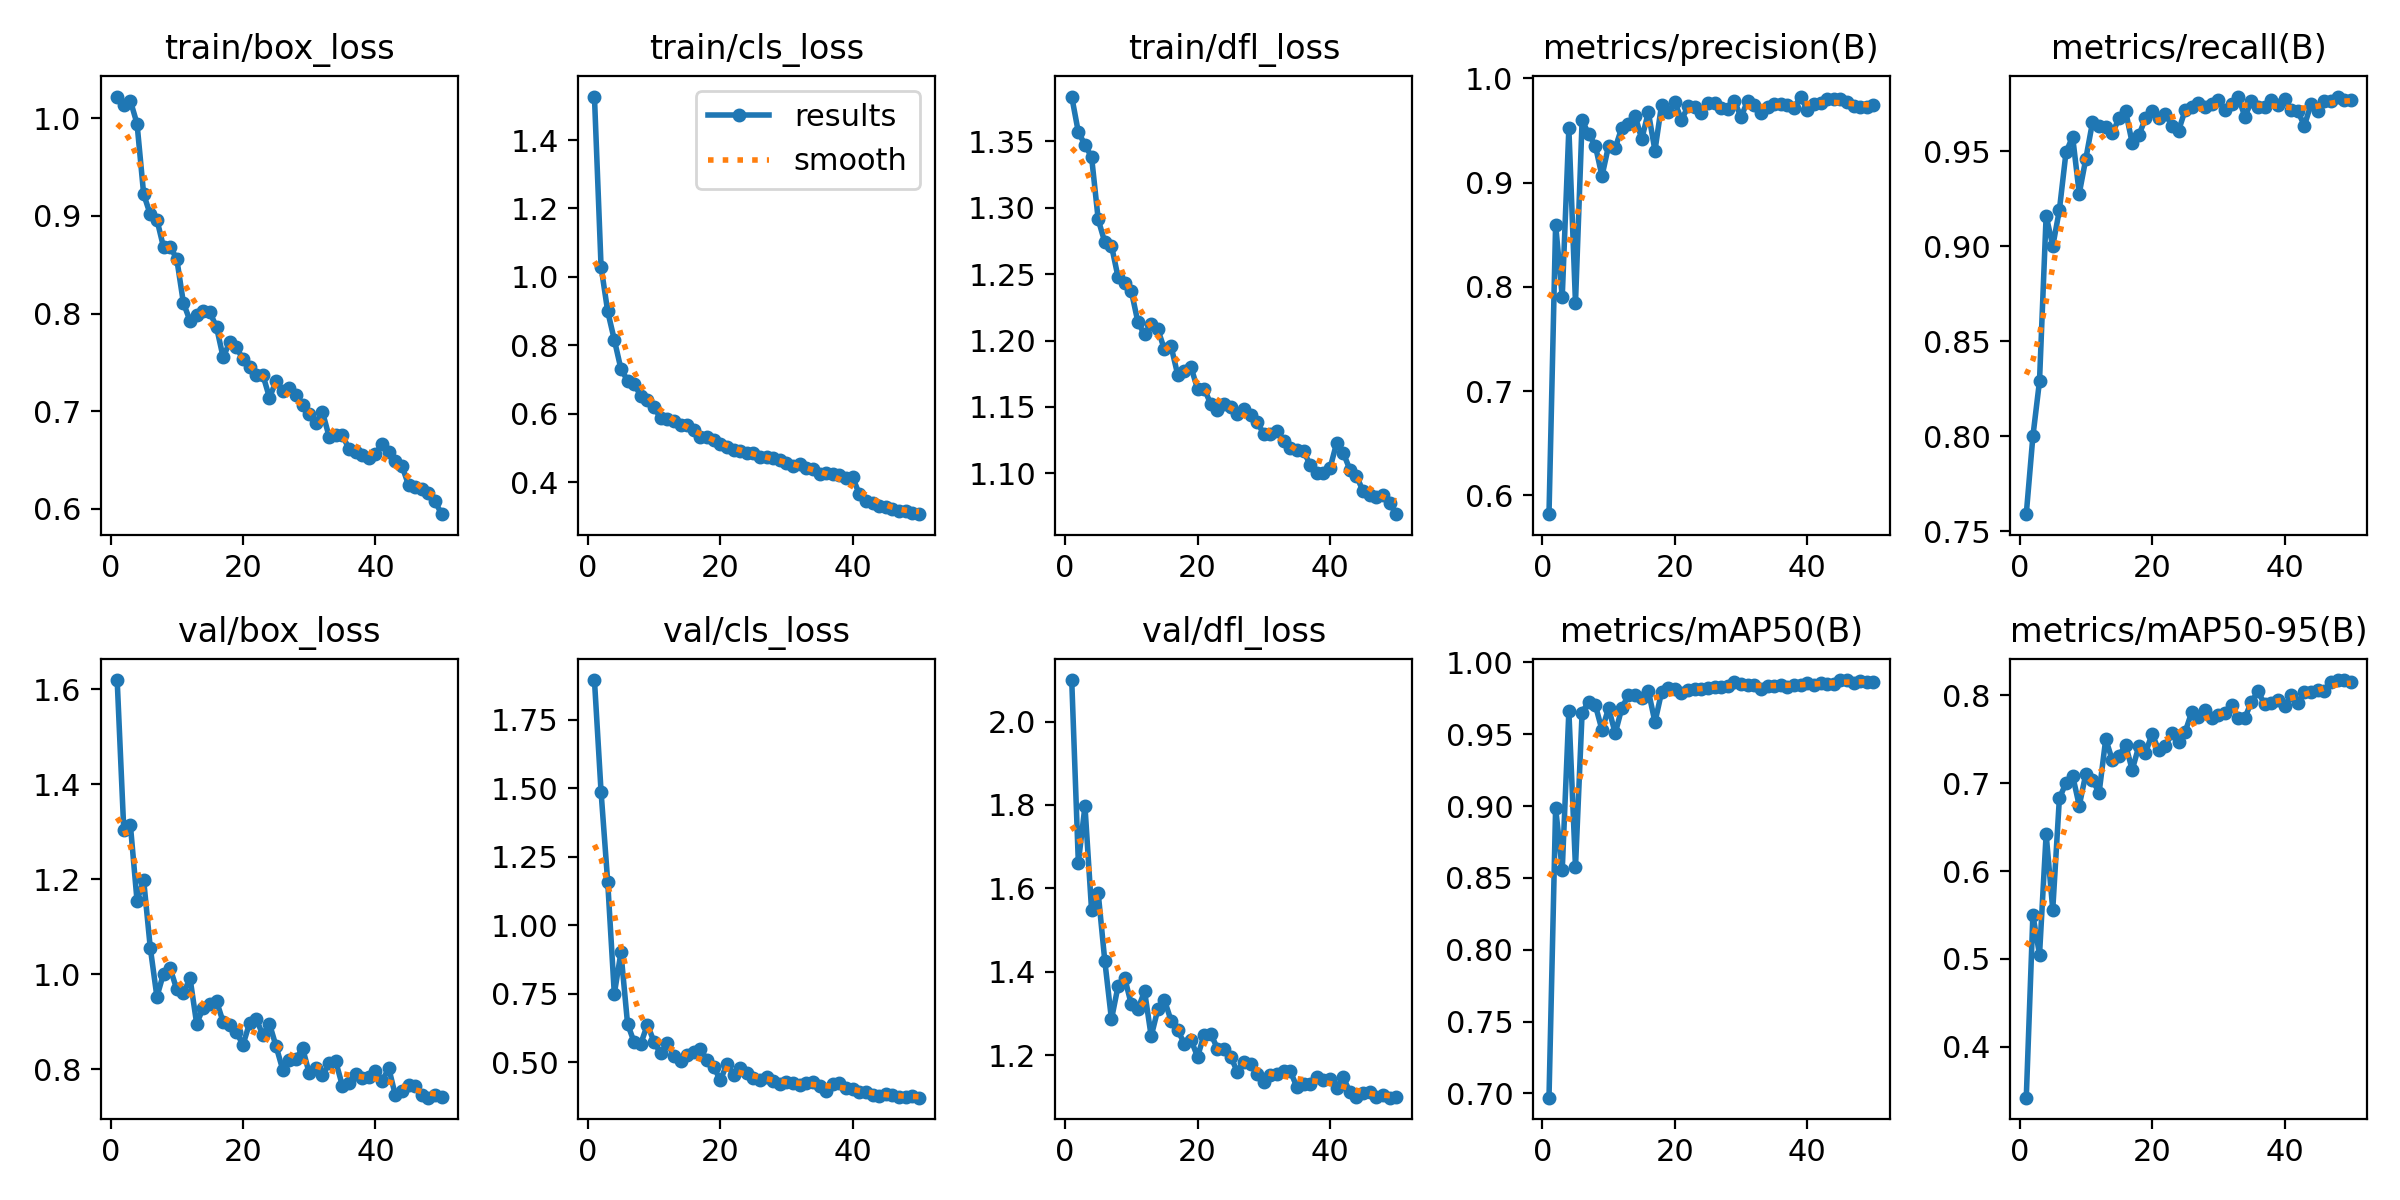 train/box_loss
1.0
0.9
0.8
0.7
0.6
0 20 40
train/cls_loss
results
smooth
1.4
1.2
1.0
0.8
0.6
0.4
0 20 40
train/dfl_loss
1.35
1.30
1.25
1.20
1.15
1.10
0 20 40
metrics/precision(B)
1.0
0.9
0.8
0.7
0.6
0 20 40
metrics/recall(B)
0.95
0.90
0.85
0.80
0.75
0 20 40
val/box_loss
1.6
1.4
1.2
1.0
0.8
0 20 40
val/cls_loss
1.75
1.50
1.25
1.00
0.75
0.50
0 20 40
val/dfl_loss
2.0
1.8
1.6
1.4
1.2
0 20 40
metrics/mAP50(B)
1.00
0.95
0.90
0.85
0.80
0.75
0.70
0 20 40
metrics/mAP50-95(B)
0.8
0.7
0.6
0.5
0.4
0 20 40